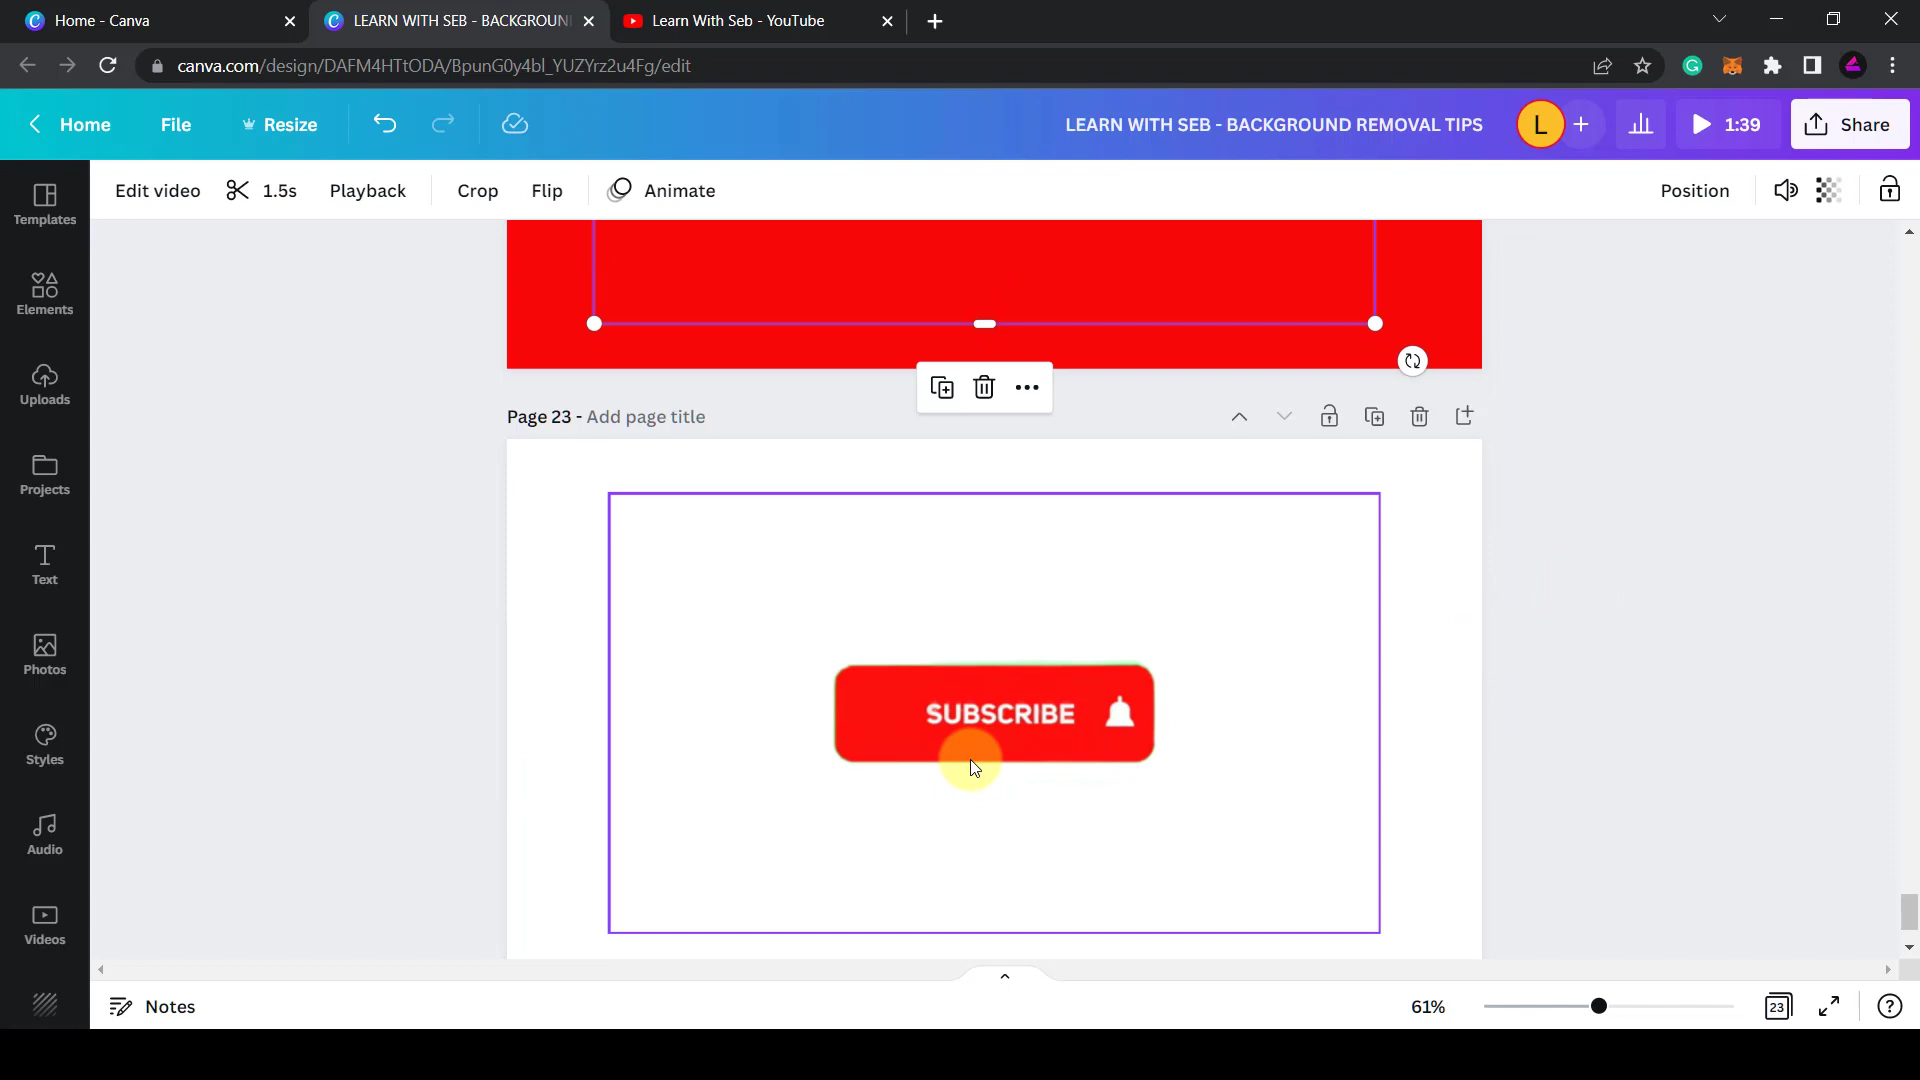 Home - Canva
LEARN WITH SEB - BACKGROUN
Learn With Seb - YouTube
canva.com/design/DAFM4HTtODA/BpunG0y4bl_YUZYrz2u4Fg/edit
Home
File
Resize
LEARN WITH SEB - BACKGROUND REMOVAL TIPS
L
1:39
Share
Edit video
1.5s
Playback
Crop
Flip
Animate
Position
Templates
Elements
Uploads
Projects
Text
Photos
Styles
Audio
Videos
Page 23 - Add page title
SUBSCRIBE
Notes
61%
23